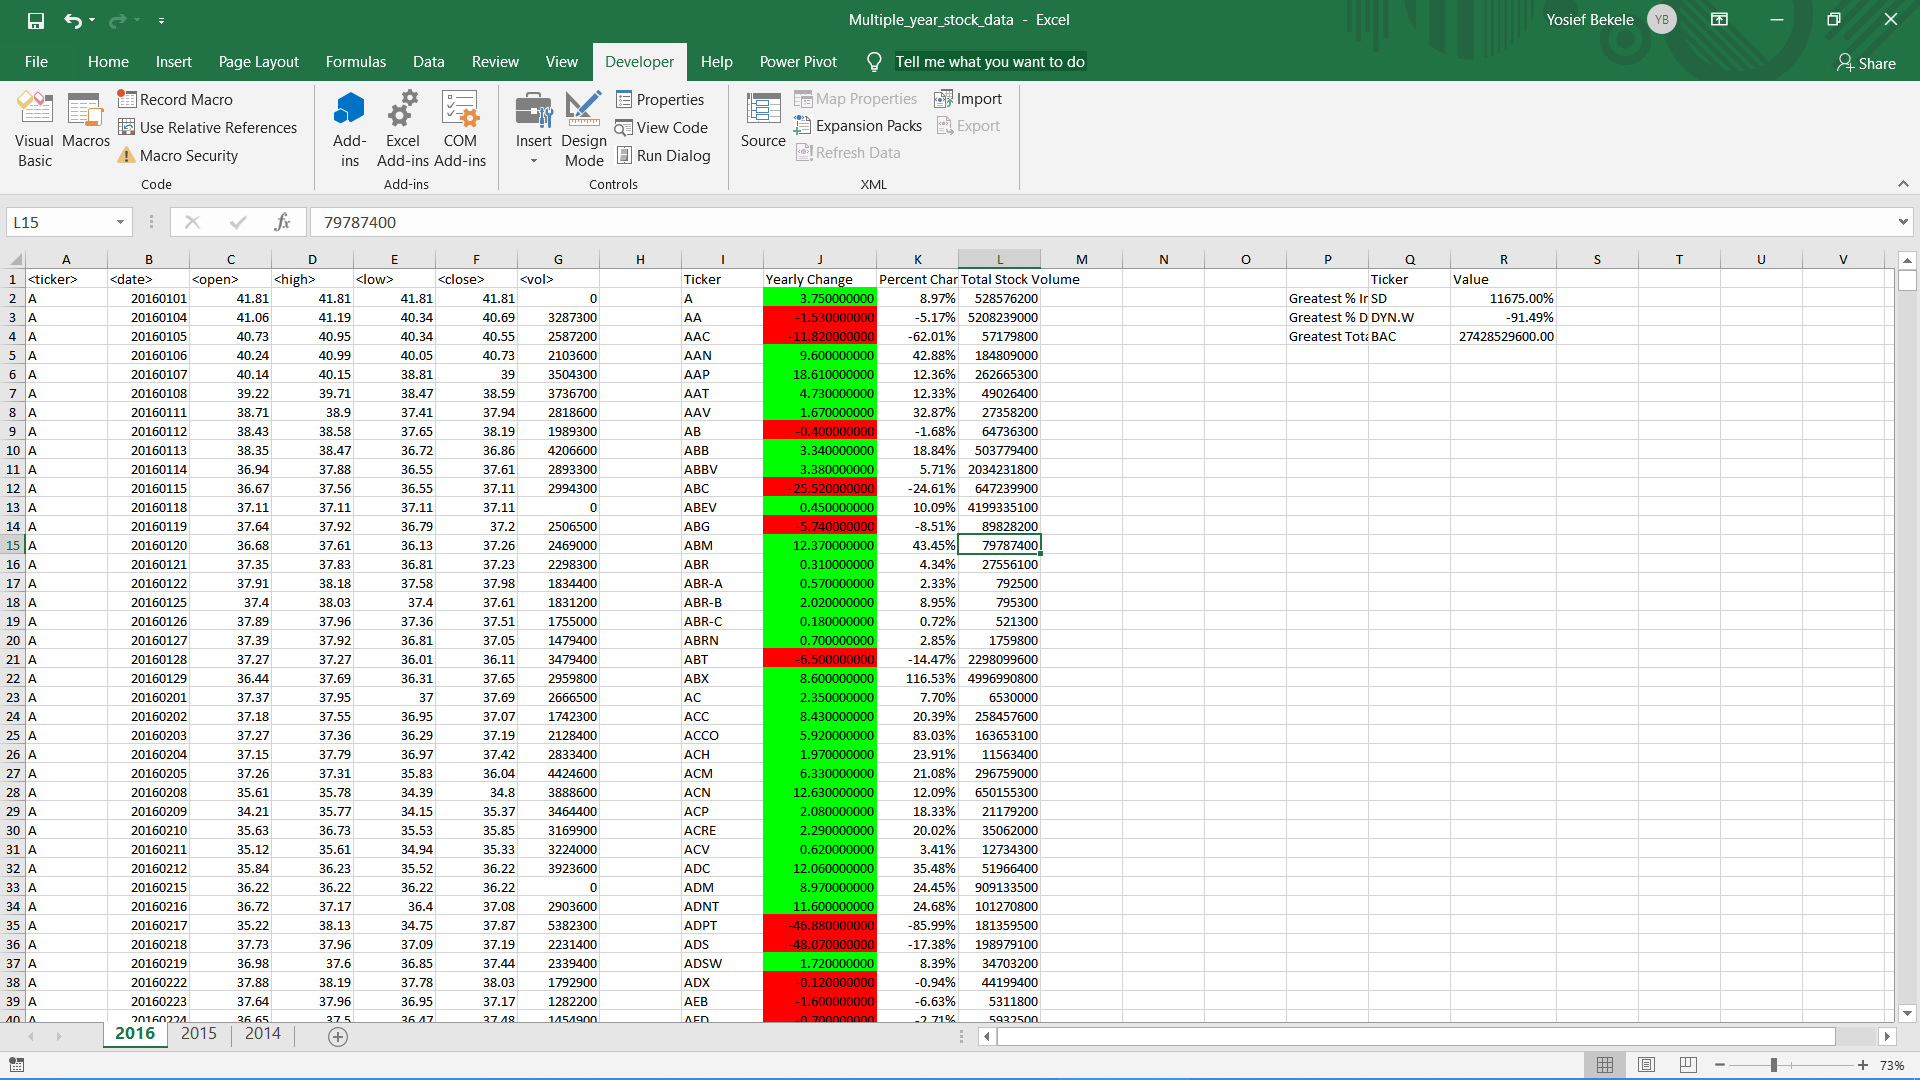 Multiple_year_stock_data - Excel
Yosief Bekele YB
File Home Insert Page Layout Formulas Data Review View Developer Help Power Pivot Tell me what you want to do Share
Visual Basic
Macros
Record Macro
Use Relative References
Macro Security
Code
Add-ins
Excel Add-ins
COM Add-ins
Add-ins
Insert
Design Mode
Properties
View Code
Run Dialog
Controls
Source
Map Properties
Expansion Packs
Refresh Data
Import
Export
XML
L15 fx 79787400
A B C D E F G H I J K L M N O P Q R S T U V
1 <ticker> <date> <open> <high> <low> <close> <vol> Ticker Yearly Change Percent Char Total Stock Volume Ticker Value
2 A 20160101 41.81 41.81 41.81 41.81 0 A 3.750000000 8.97% 528576200 Greatest % Ir SD 11675.00%
3 A 20160104 41.06 41.19 40.34 40.69 3287300 AA -1.530000000 -5.17% 5208239000 Greatest % D DYN.W -91.49%
4 A 20160105 40.73 40.95 40.34 40.55 2587200 AAC -11.820000000 -62.01% 57179800 Greatest Tota BAC 27428529600.00
5 A 20160106 40.24 40.99 40.05 40.73 2103600 AAN 9.600000000 42.88% 184809000
6 A 20160107 40.14 40.15 38.81 39 3504300 AAP 18.610000000 12.36% 262665300
7 A 20160108 39.22 39.71 38.47 38.59 3736700 AAT 4.730000000 12.33% 49026400
8 A 20160111 38.71 38.9 37.41 37.94 2818600 AAV 1.670000000 32.87% 27358200
9 A 20160112 38.43 38.58 37.65 38.19 1989300 AB -0.400000000 -1.68% 64736300
10 A 20160113 38.35 38.47 36.72 36.86 4206600 ABB 3.340000000 18.84% 503779400
11 A 20160114 36.94 37.88 36.55 37.61 2893300 ABBV 3.380000000 5.71% 2034231800
12 A 20160115 36.67 37.56 36.55 37.11 2994300 ABC -25.520000000 -24.61% 647239900
13 A 20160118 37.11 37.11 37.11 37.11 0 ABEV 0.450000000 10.09% 4199335100
14 A 20160119 37.64 37.92 36.79 37.2 2506500 ABG -5.740000000 -8.51% 89828200
15 A 20160120 36.68 37.61 36.13 37.26 2469000 ABM 12.370000000 43.45% 79787400
16 A 20160121 37.35 37.83 36.81 37.23 2298300 ABR 0.310000000 4.34% 27556100
17 A 20160122 37.91 38.18 37.58 37.98 1834400 ABR-A 0.570000000 2.33% 792500
18 A 20160125 37.4 38.03 37.4 37.61 1831200 ABR-B 2.020000000 8.95% 795300
19 A 20160126 37.89 37.96 37.36 37.51 1755000 ABR-C 0.180000000 0.72% 521300
20 A 20160127 37.39 37.92 36.81 37.05 1479400 ABRN 0.700000000 2.85% 1759800
21 A 20160128 37.27 37.27 36.01 36.11 3479400 ABT -6.500000000 -14.47% 2298099600
22 A 20160129 36.44 37.69 36.31 37.65 2959800 ABX 8.600000000 116.53% 4996990800
23 A 20160201 37.37 37.95 37 37.69 2666500 AC 2.350000000 7.70% 6530000
24 A 20160202 37.18 37.55 36.95 37.07 1742300 ACC 8.430000000 20.39% 258457600
25 A 20160203 37.27 37.36 36.29 37.19 2128400 ACCO 5.920000000 83.03% 163653100
26 A 20160204 37.15 37.79 36.97 37.42 2833400 ACH 1.970000000 23.91% 11563400
27 A 20160205 37.26 37.31 35.83 36.04 4424600 ACM 6.330000000 21.08% 296759000
28 A 20160208 35.61 35.78 34.39 34.8 3888600 ACN 12.630000000 12.09% 650155300
29 A 20160209 34.21 35.77 34.15 35.37 3464400 ACP 2.080000000 18.33% 21179200
30 A 20160210 35.63 36.73 35.53 35.85 3169900 ACRE 2.290000000 20.02% 35062000
31 A 20160211 35.12 35.61 34.94 35.33 3224000 ACV 0.620000000 3.41% 12734300
32 A 20160212 35.84 36.23 35.52 36.22 3923600 ADC 12.060000000 35.48% 51966400
33 A 20160215 36.22 36.22 36.22 36.22 0 ADM 8.970000000 24.45% 909133500
34 A 20160216 36.72 37.17 36.4 37.08 2903600 ADNT 11.600000000 24.68% 101270800
35 A 20160217 35.22 38.13 34.75 37.87 5382300 ADPT -46.880000000 -85.99% 181359500
36 A 20160218 37.73 37.96 37.09 37.19 2231400 ADS -48.070000000 -17.38% 198979100
37 A 20160219 36.98 37.6 36.85 37.44 2339400 ADSW 1.720000000 8.39% 34703200
38 A 20160222 37.88 38.19 37.78 38.03 1792900 ADX -0.120000000 -0.94% 44199400
39 A 20160223 37.64 37.96 36.95 37.17 1282200 AEB -1.600000000 -6.63% 5311800
40 A 20160224 36.65 37.5 36.47 37.48 1454900 AED -0.700000000 -2.71% 5932500
2016 2015 2014
73%